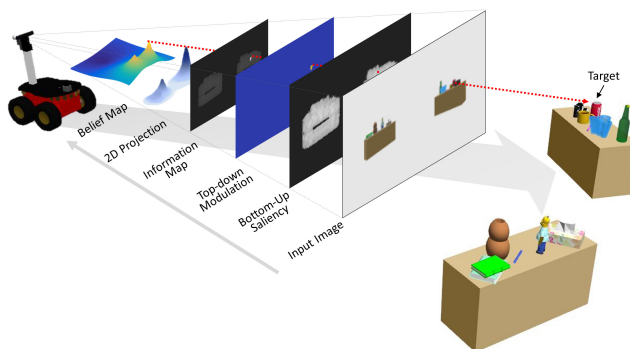 Target
Belief Map
2D Projection
Information
Map
Top-down
Modulation
Bottom-Up
Saliency
Input Image